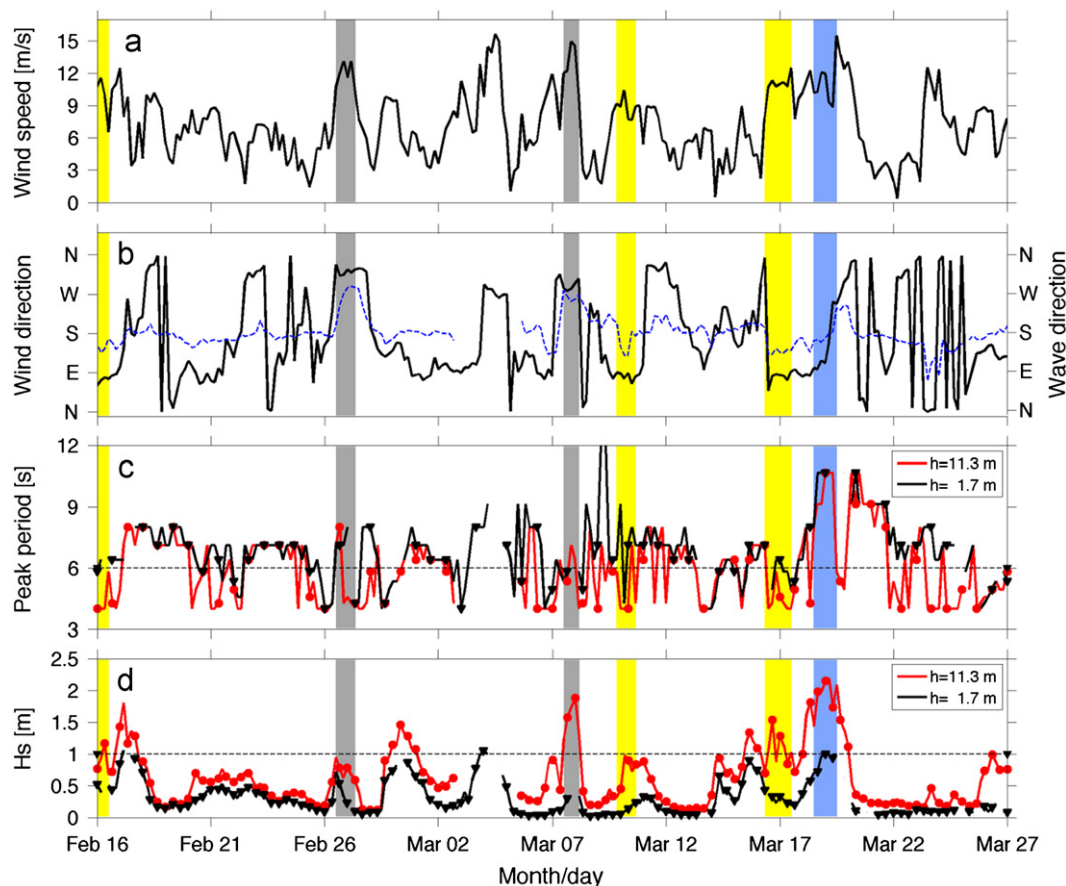 a
Wind speed [m/s]
15
12
9
6
3
0
b
Wind direction
N
W
S
E
N
N
W
S
E
N
Wave direction
c
Peak period [s]
12
9
6
3
h=11.3 m
h= 1.7 m
d
Hs [m]
2.5
2
1.5
1
0.5
0
h=11.3 m
h= 1.7 m
Feb 16 Feb 21 Feb 26 Mar 02 Mar 07 Mar 12 Mar 17 Mar 22 Mar 27
Month/day